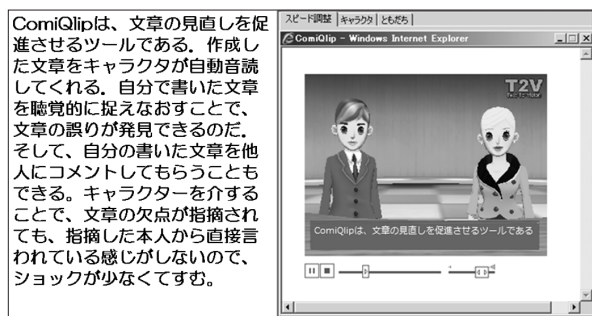 ComiQlipは、文章の見直しを促
進させるツールである．作成し
た文章をキャラクタが自動音読
してくれる．自分で書いた文章
を聴覚的に捉えなおすことで、
文章の誤りが発見できるのだ．
そして、自分の書いた文章を他
人にコメントしてもらうことも
できる。キャラクターを介する
ことで、文章の欠点が指摘され
ても、指摘した本人から直接言
われている感じがしないので、
ショックが少なくてすむ。
スピード調整 | キャラクタ | ともだち |
ComiQlip - Windows Internet Explorer
T2V
ComiQlipは、文章の見直しを促進させるツールである